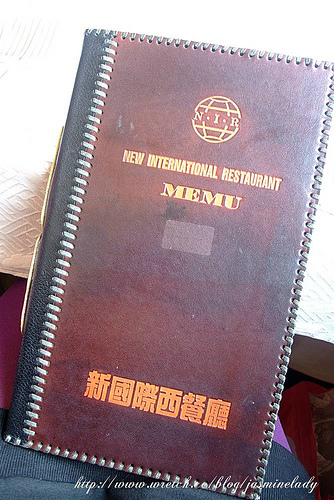 N·I·R
NEW INTERNATIONAL RESTAURANT
MEMU
新國際西餐廳
http://www.wretch.cc/blog/jasminelady